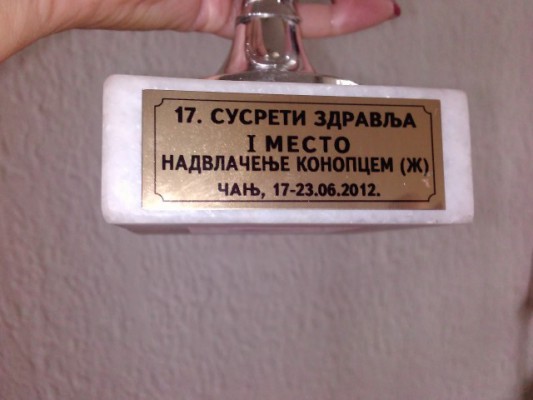 17. СУСРЕТИ ЗДРАВЉА
I МЕСТО
НАДВЛАЧЕЊЕ КОНОПЦЕМ (Ж)
ЧАЊ, 17-23.06.2012.